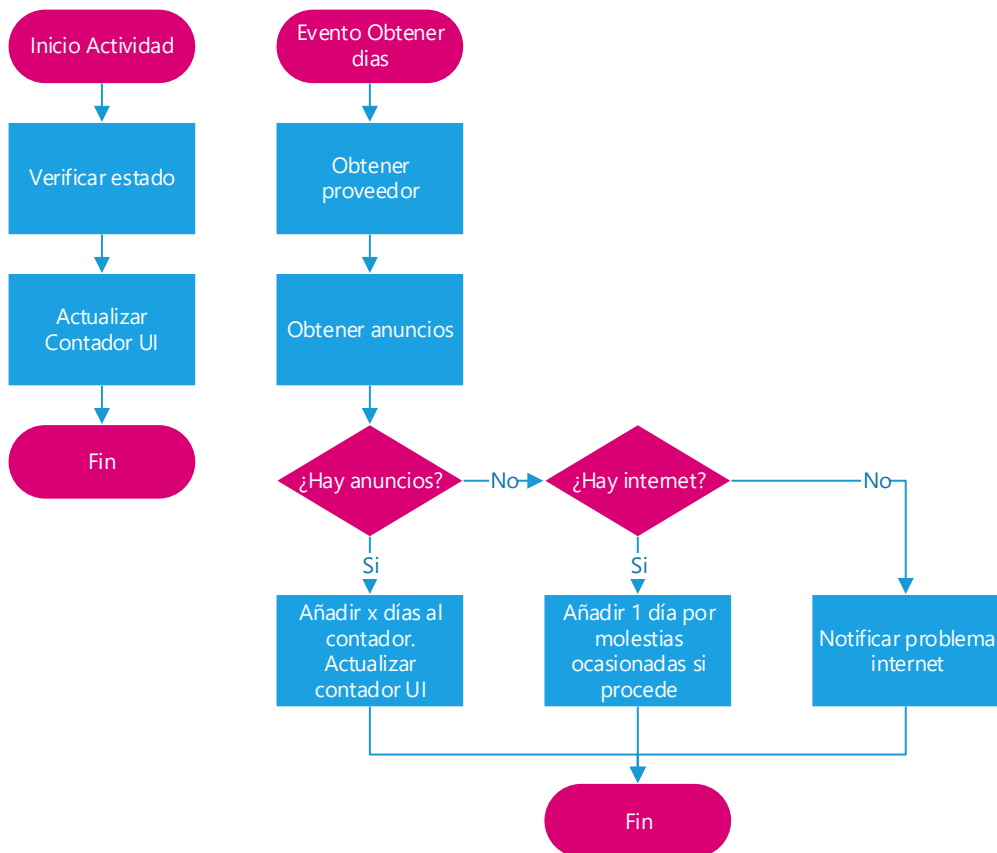 Inicio Actividad
Verificar estado
Actualizar
Contador UI
Fin
Evento Obtener
dias
Obtener
proveedor
Obtener anuncios
¿Hay anuncios?
No
¿Hay internet?
No
Si
Si
Añadir x días al
contador.
Actualizar
contador UI
Añadir 1 día por
molestias
ocasionadas si
procede
Notificar problema
internet
Fin